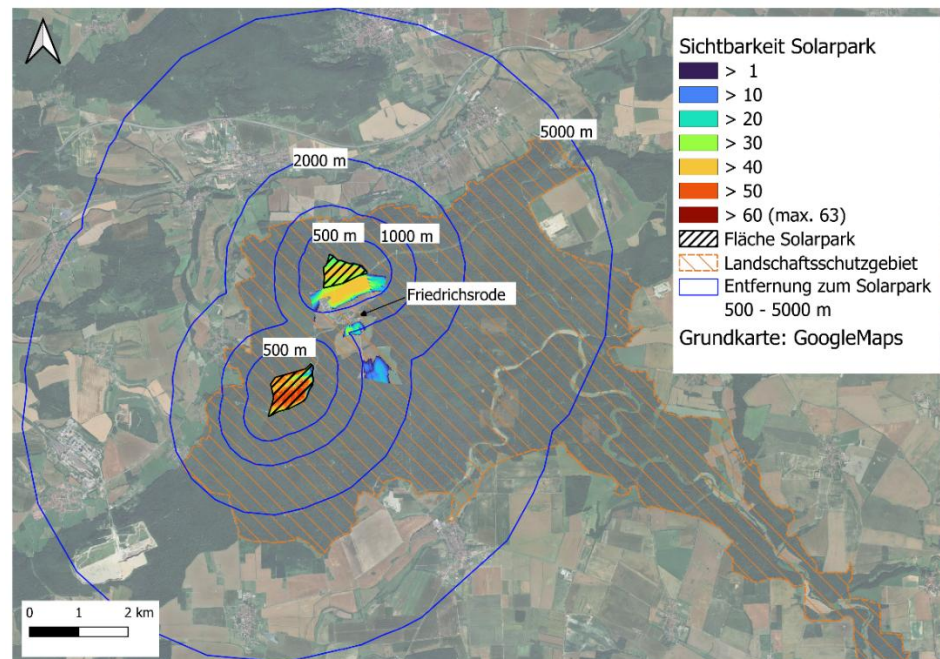 Sichtbarkeit Solarpark
> 1
> 10
> 20
> 30
> 40
> 50
> 60 (max. 63)
Fläche Solarpark
Landschaftsschutzgebiet
Entfernung zum Solarpark
500 - 5000 m
Grundkarte: GoogleMaps
5000 m
2000 m
500 m
1000 m
Friedrichsrode
500 m
0 1 2 km